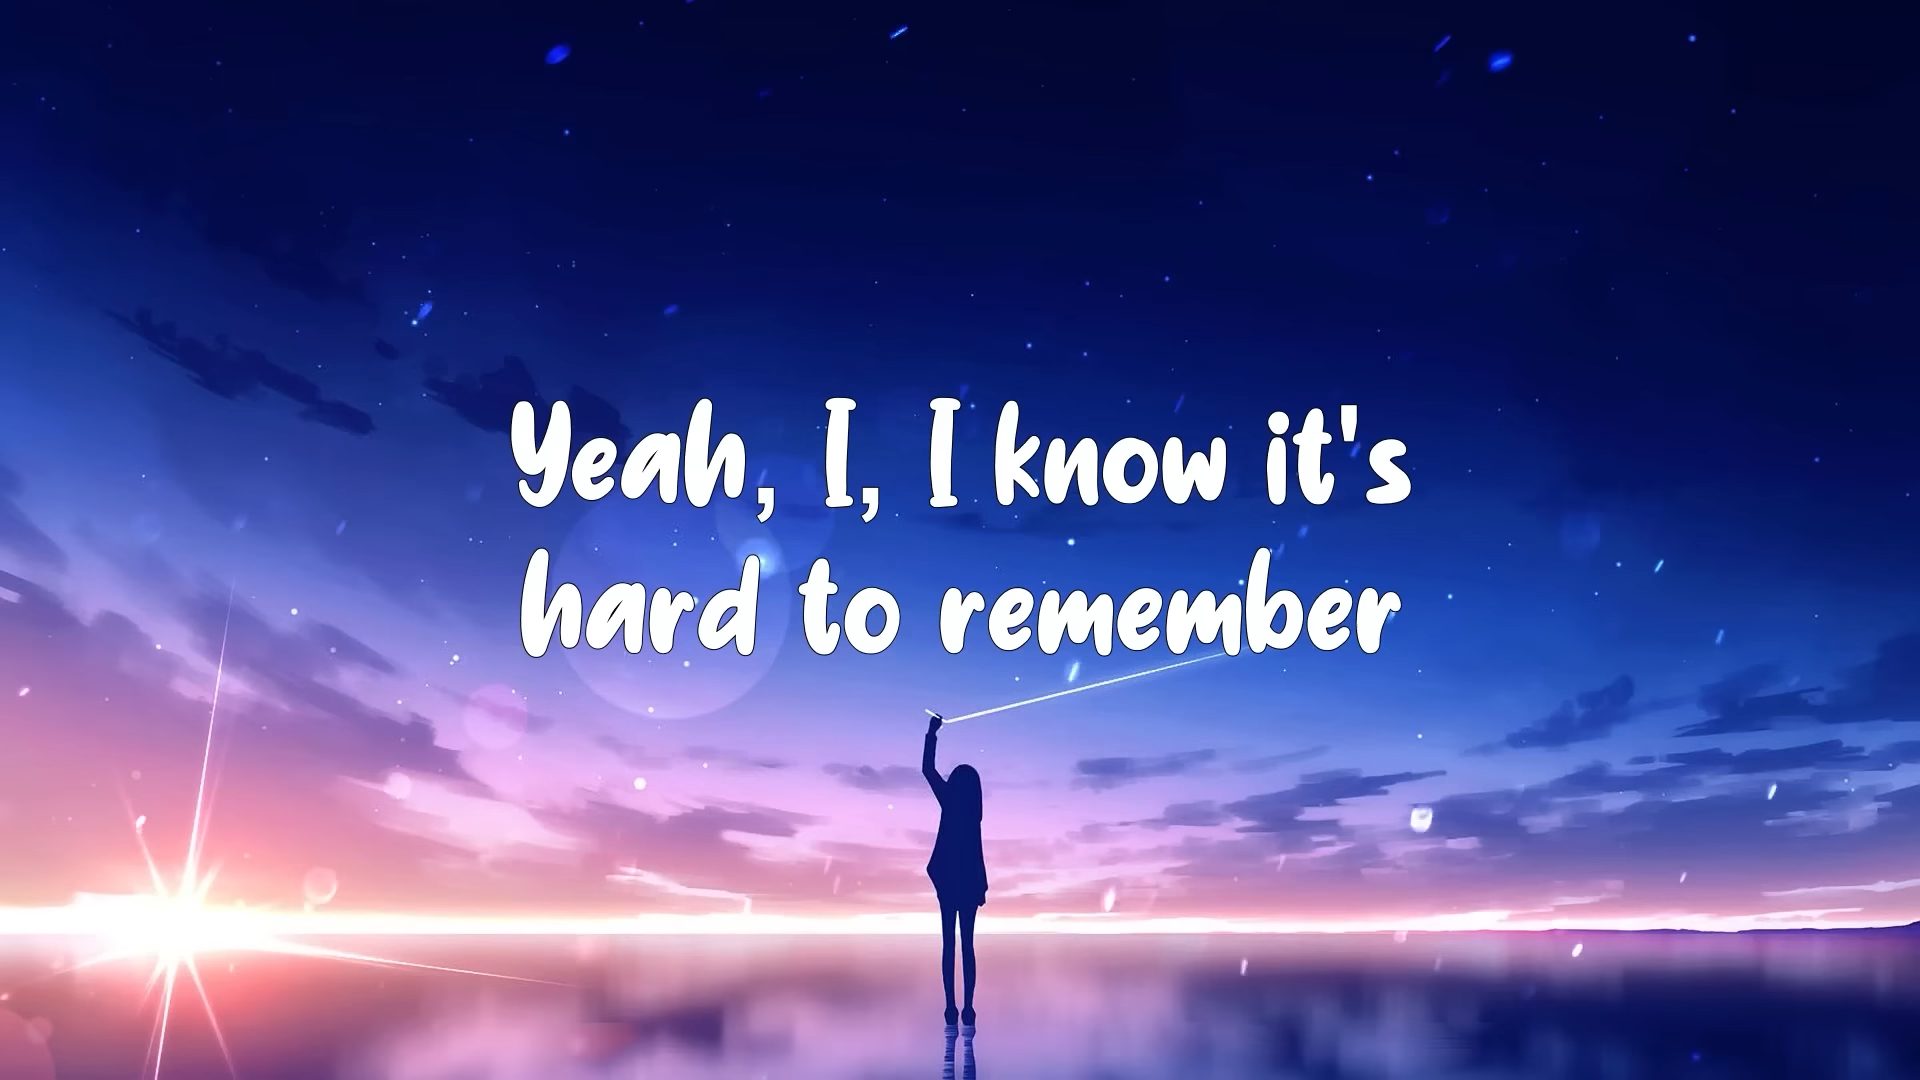 Yeah, I, I know it's
hard to remember